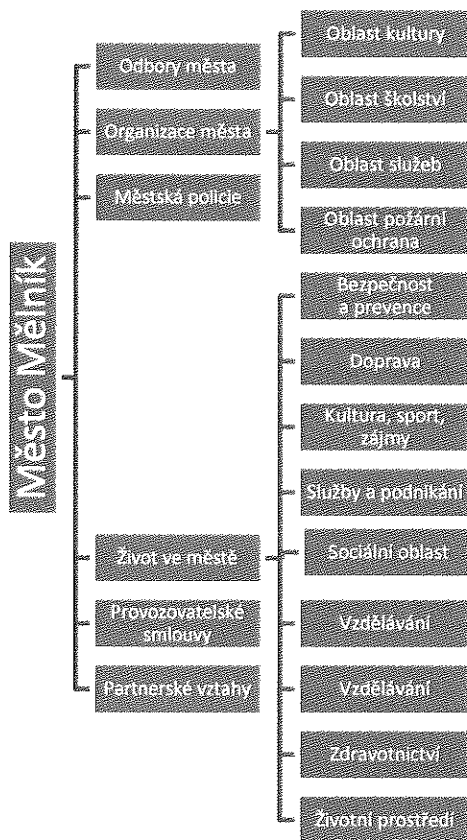 Město Mělník
Odbory města
Organizace města
Městská policie
Život ve městě
Provozovatelské
smlouvy
Partnerské vztahy
Oblast kultury
Oblast školství
Oblast služeb
Oblast požární
ochrana
Bezpečnost
a prevence
Doprava
Kultura, sport,
zájmy
Služby a podnikání
Sociální oblast
Vzdělávání
Vzdělávání
Zdravotnictví
Životní prostředí